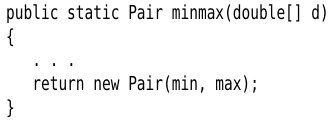 public static Pair minmax(double[] d)
{
   . . .
   return new Pair(min, max);
}